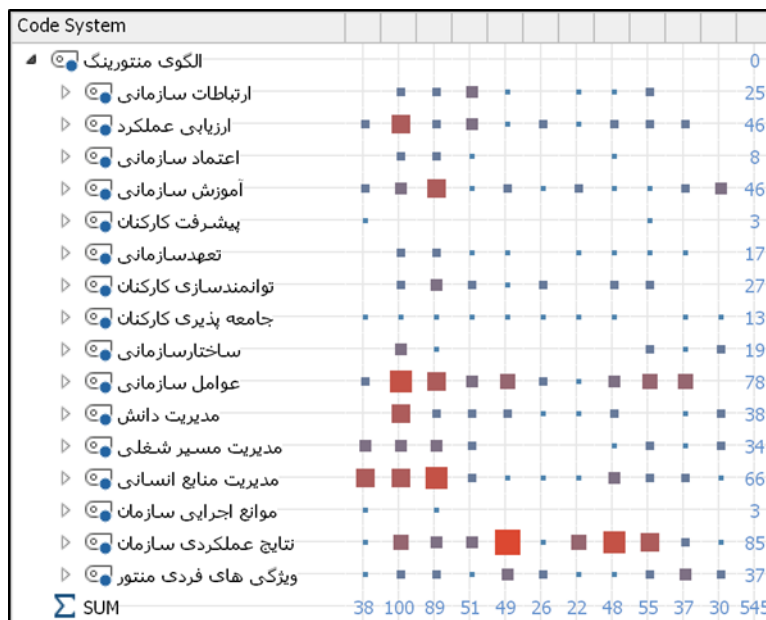 Code System
الگوی منتورینگ 0
ارتباطات سازمانی 25
ارزیابی عملکرد 46
اعتماد سازمانی 8
آموزش سازمانی 46
پیشرفت کارکنان 3
تعهدسازمانی 17
توانمندسازی کارکنان 27
جامعه پذیری کارکنان 13
ساختارسازمانی 19
عوامل سازمانی 78
مدیریت دانش 38
مدیریت مسیر شغلی 34
مدیریت منابع انسانی 66
موانع اجرایی سازمان 3
نتایج عملکردی سازمان 85
ویژگی های فردی منتور 37
Σ SUM 38 100 89 51 49 26 22 48 55 37 30 545